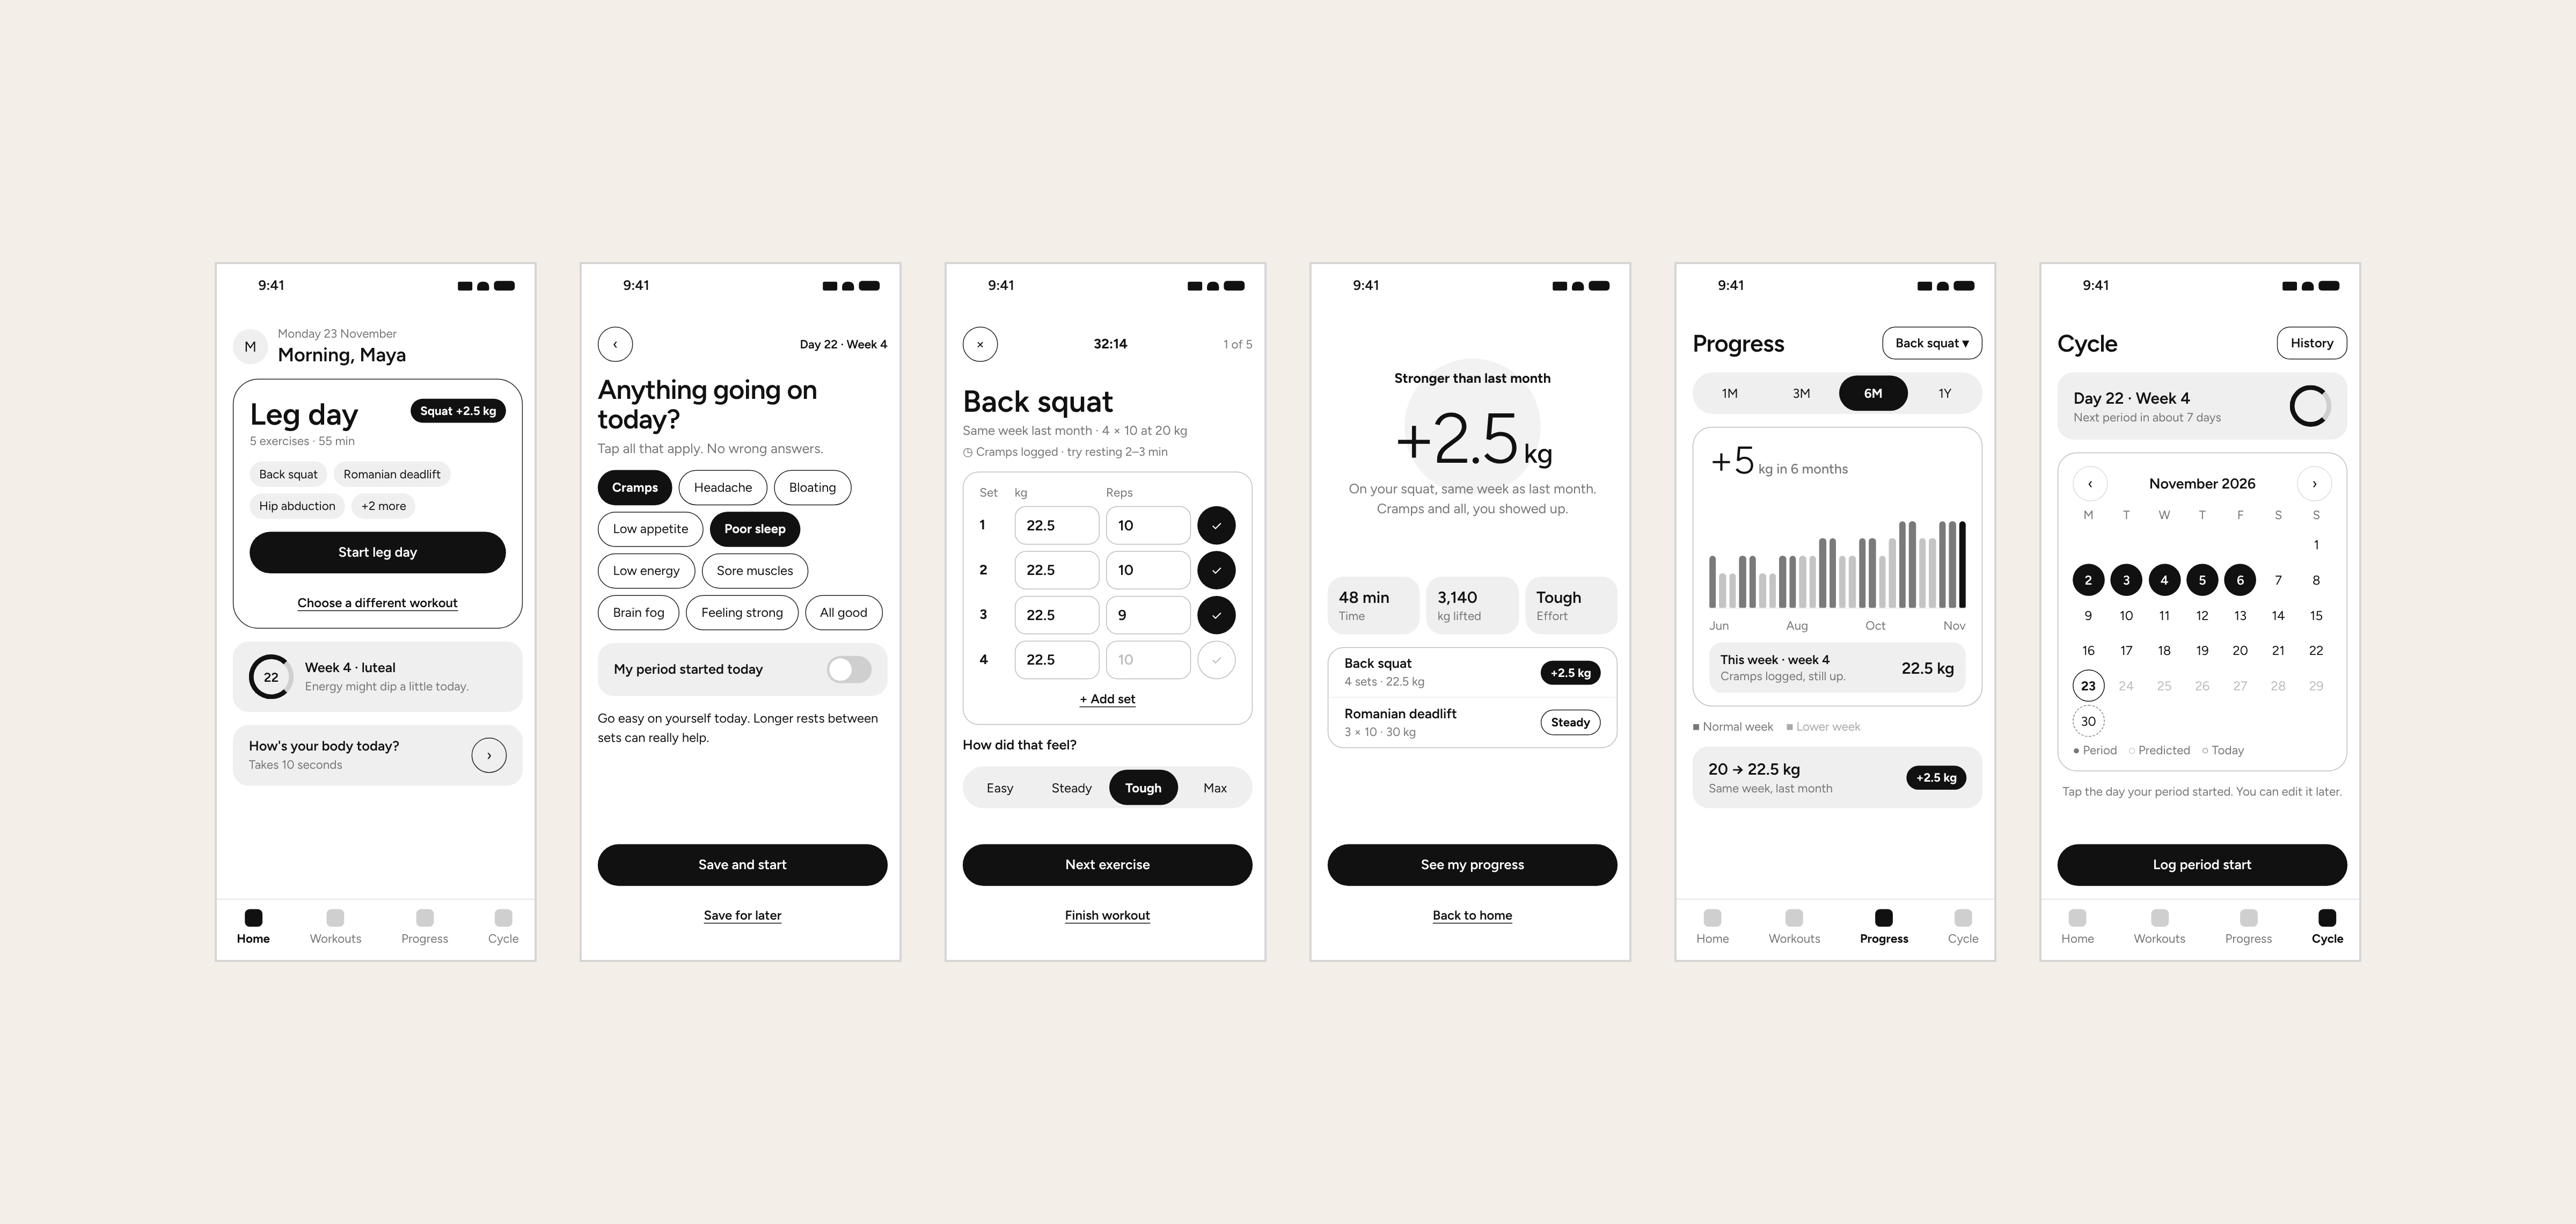 9:41
Monday 23 November
M
Morning, Maya
Leg day
Squat +2.5 kg
5 exercises · 55 min
Back squat
Romanian deadlift
Hip abduction
+2 more
Start leg day
Choose a different workout
22
Week 4 · luteal
Energy might dip a little today.
How's your body today?
Takes 10 seconds
›
Home
Workouts
Progress
Cycle
9:41
‹
Day 22 · Week 4
Anything going on
today?
Tap all that apply. No wrong answers.
Cramps
Headache
Bloating
Low appetite
Poor sleep
Low energy
Sore muscles
Brain fog
Feeling strong
All good
My period started today
Go easy on yourself today. Longer rests between
sets can really help.
Save and start
Save for later
9:41
×
32:14
1 of 5
Back squat
Same week last month · 4 × 10 at 20 kg
◷ Cramps logged · try resting 2–3 min
Set kg Reps
1 22.5 10 ✓
2 22.5 10 ✓
3 22.5 9 ✓
4 22.5 10 ✓
+ Add set
How did that feel?
Easy
Steady
Tough
Max
Next exercise
Finish workout
9:41
Stronger than last month
+2.5 kg
On your squat, same week as last month.
Cramps and all, you showed up.
48 min
Time
3,140
kg lifted
Tough
Effort
Back squat
4 sets · 22.5 kg
+2.5 kg
Romanian deadlift
3 × 10 · 30 kg
Steady
See my progress
Back to home
9:41
Progress
Back squat ▾
1M
3M
6M
1Y
+5 kg in 6 months
Jun Aug Oct Nov
This week · week 4
Cramps logged, still up.
22.5 kg
■ Normal week ■ Lower week
20 → 22.5 kg
Same week, last month
+2.5 kg
Home
Workouts
Progress
Cycle
9:41
Cycle
History
Day 22 · Week 4
Next period in about 7 days
‹
November 2026
›
M T W T F S S
1
2 3 4 5 6 7 8
9 10 11 12 13 14 15
16 17 18 19 20 21 22
23 24 25 26 27 28 29
30
● Period ○ Predicted ○ Today
Tap the day your period started. You can edit it later.
Log period start
Home
Workouts
Progress
Cycle